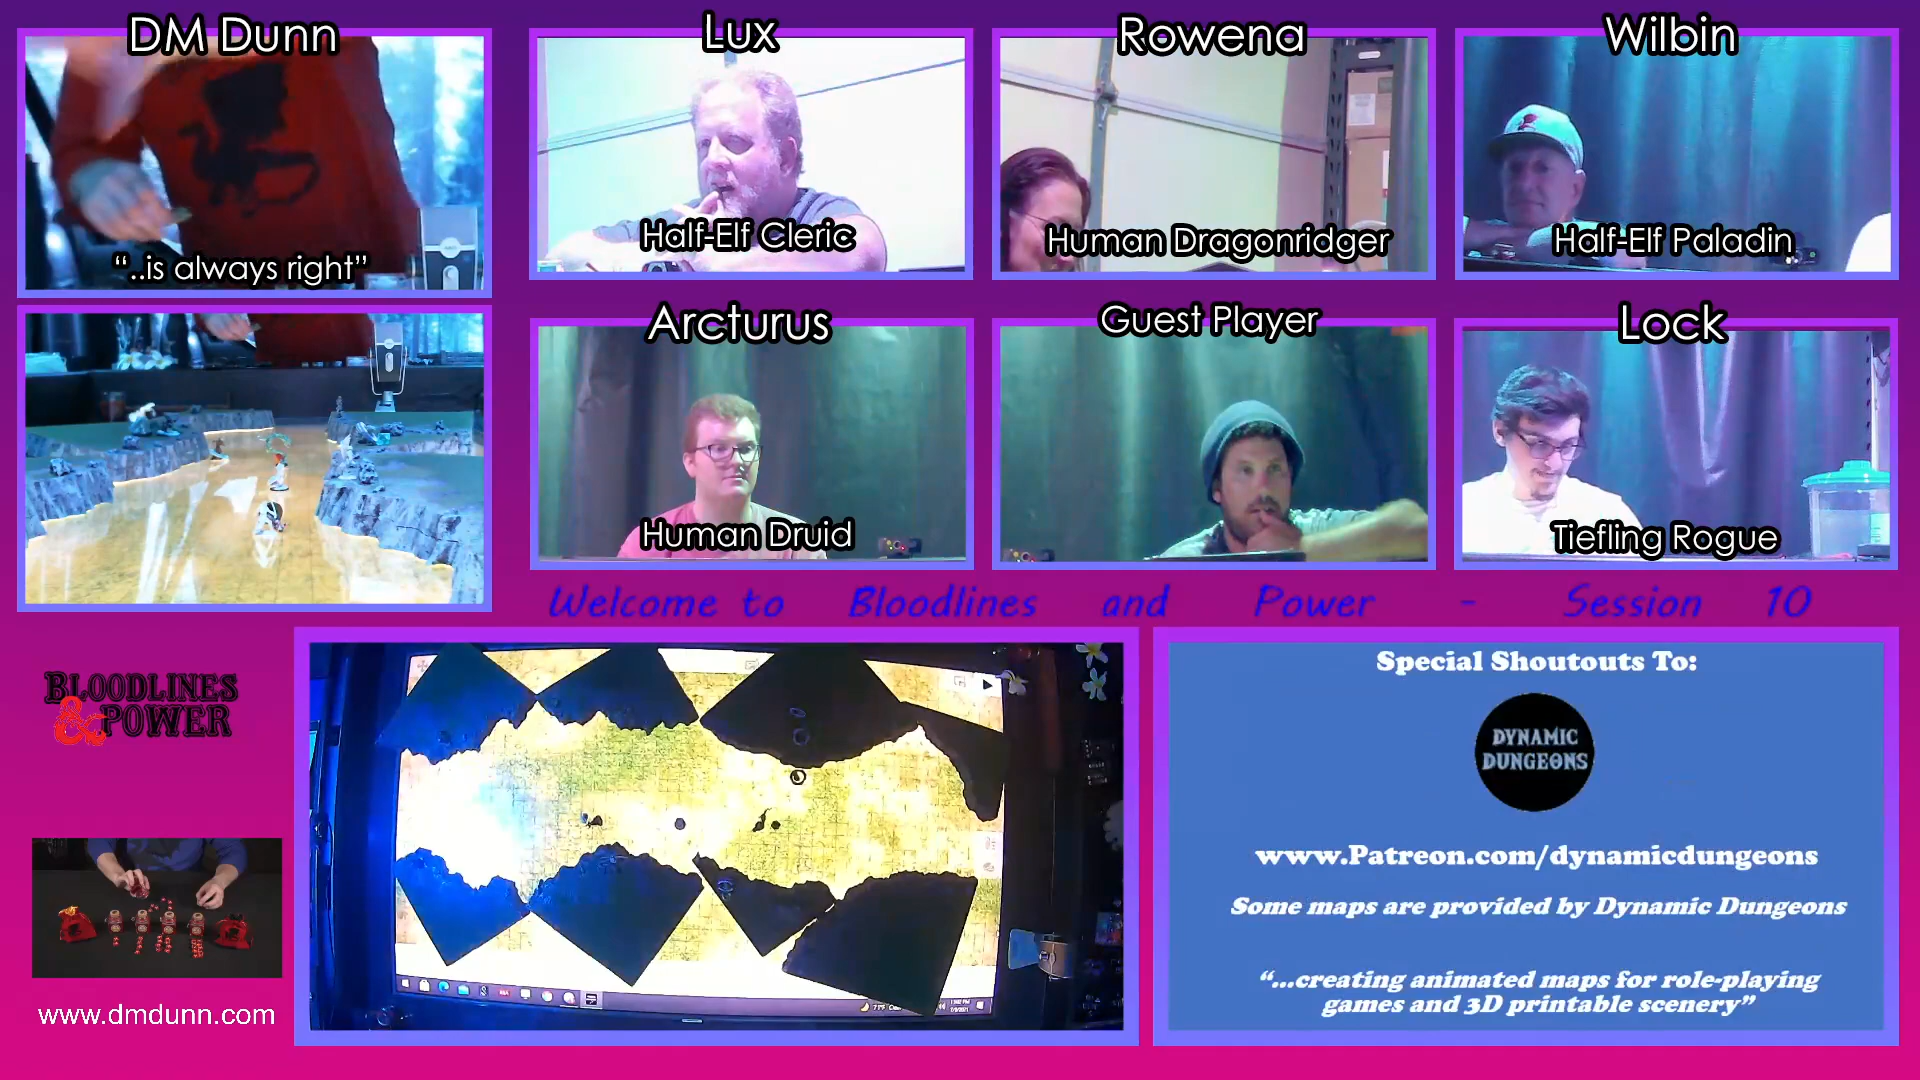 DM Dunn
Lux
Rowena
Wilbin
“..is always right”
Half-Elf Cleric
Human Dragonridger
Half-Elf Paladin
Arcturus
Guest Player
Lock
Human Druid
Tiefling Rogue
Welcome to Bloodlines and Power - Session 10
BLOODLINES
& POWER
www.dmdunn.com
Special Shoutouts To:
DYNAMIC
DUNGEONS
www.Patreon.com/dynamicdungeons
Some maps are provided by Dynamic Dungeons
“...creating animated maps for role-playing
games and 3D printable scenery”